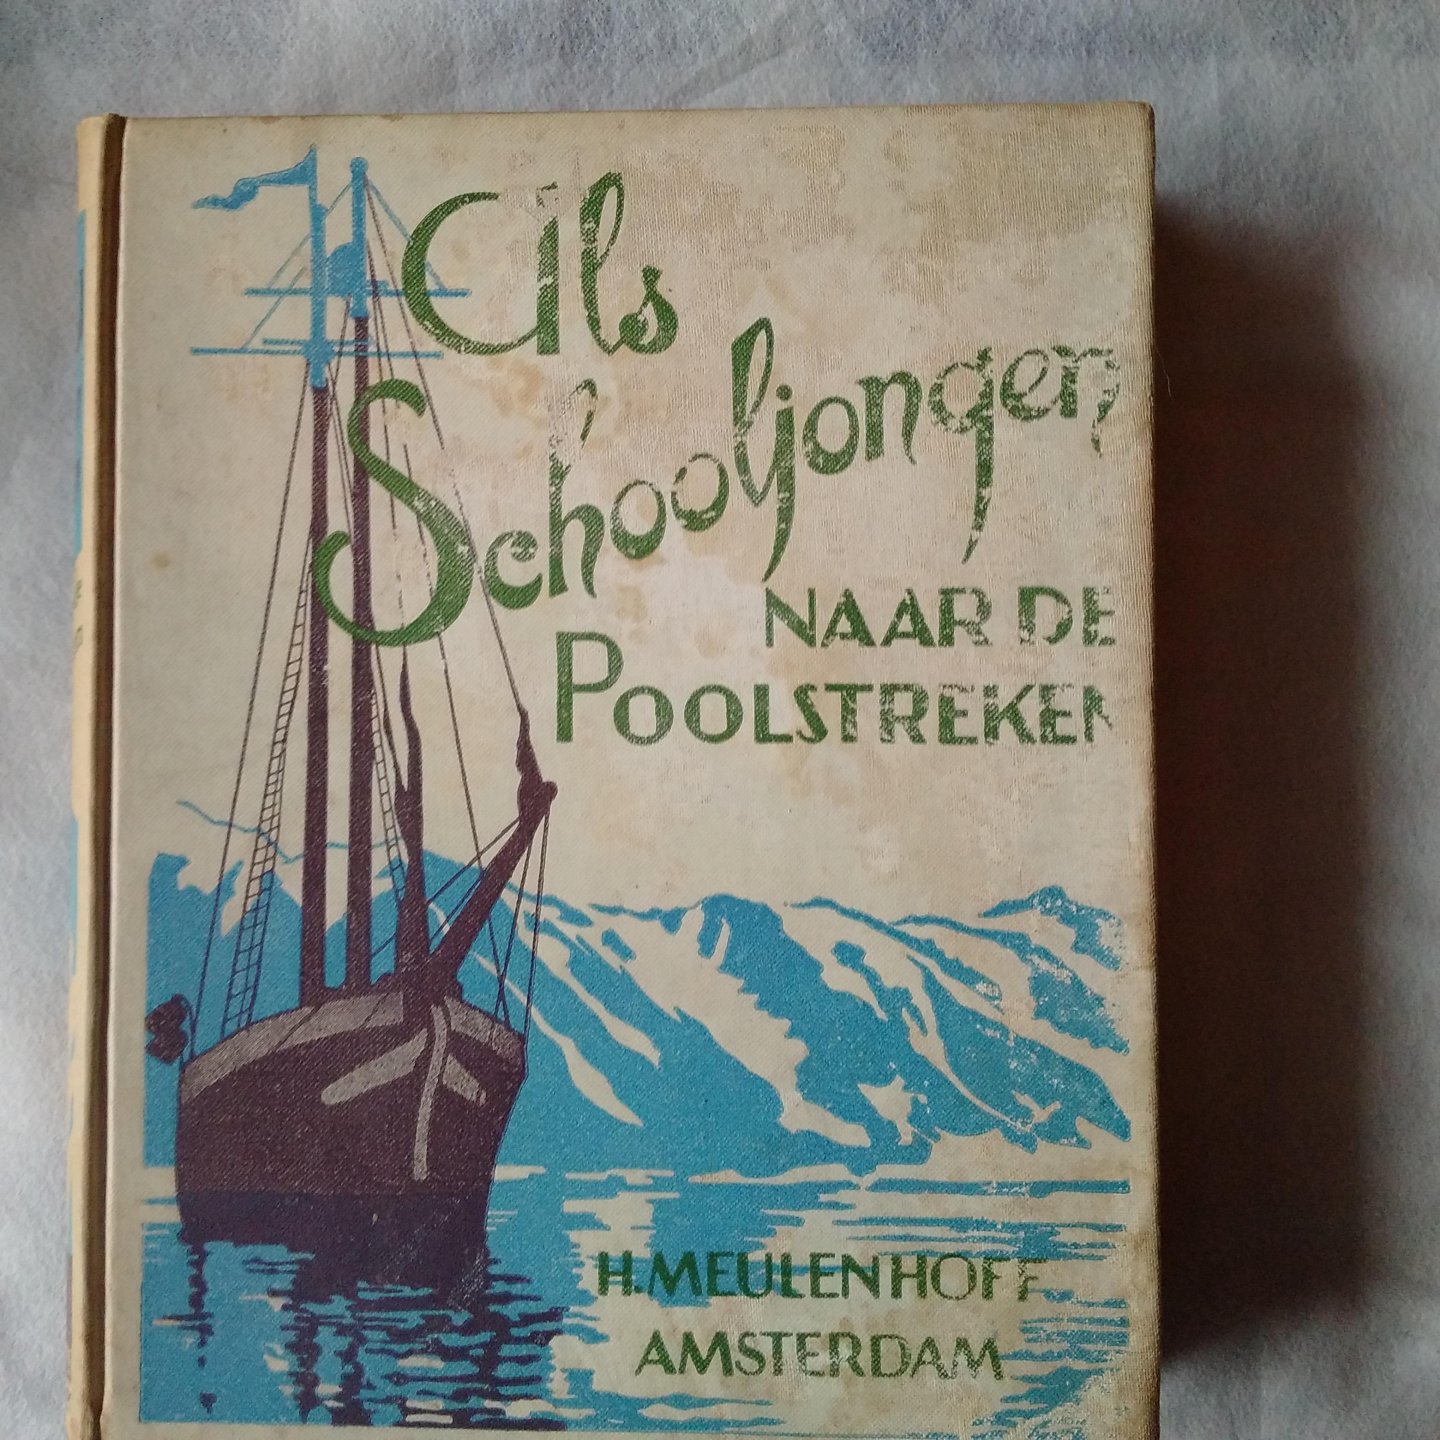 Als
Schooljongen
NAAR DE
POOLSTREKEN
H. MEULENHOFF
AMSTERDAM